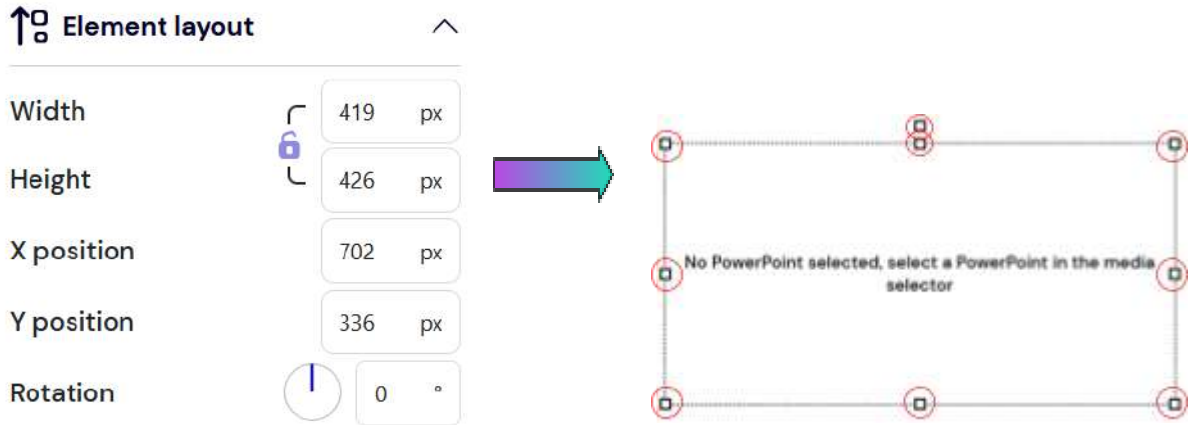 Element layout
Width 419 px
Height 426 px
X position 702 px
Y position 336 px
Rotation 0 °
No PowerPoint selected, select a PowerPoint in the media
selector